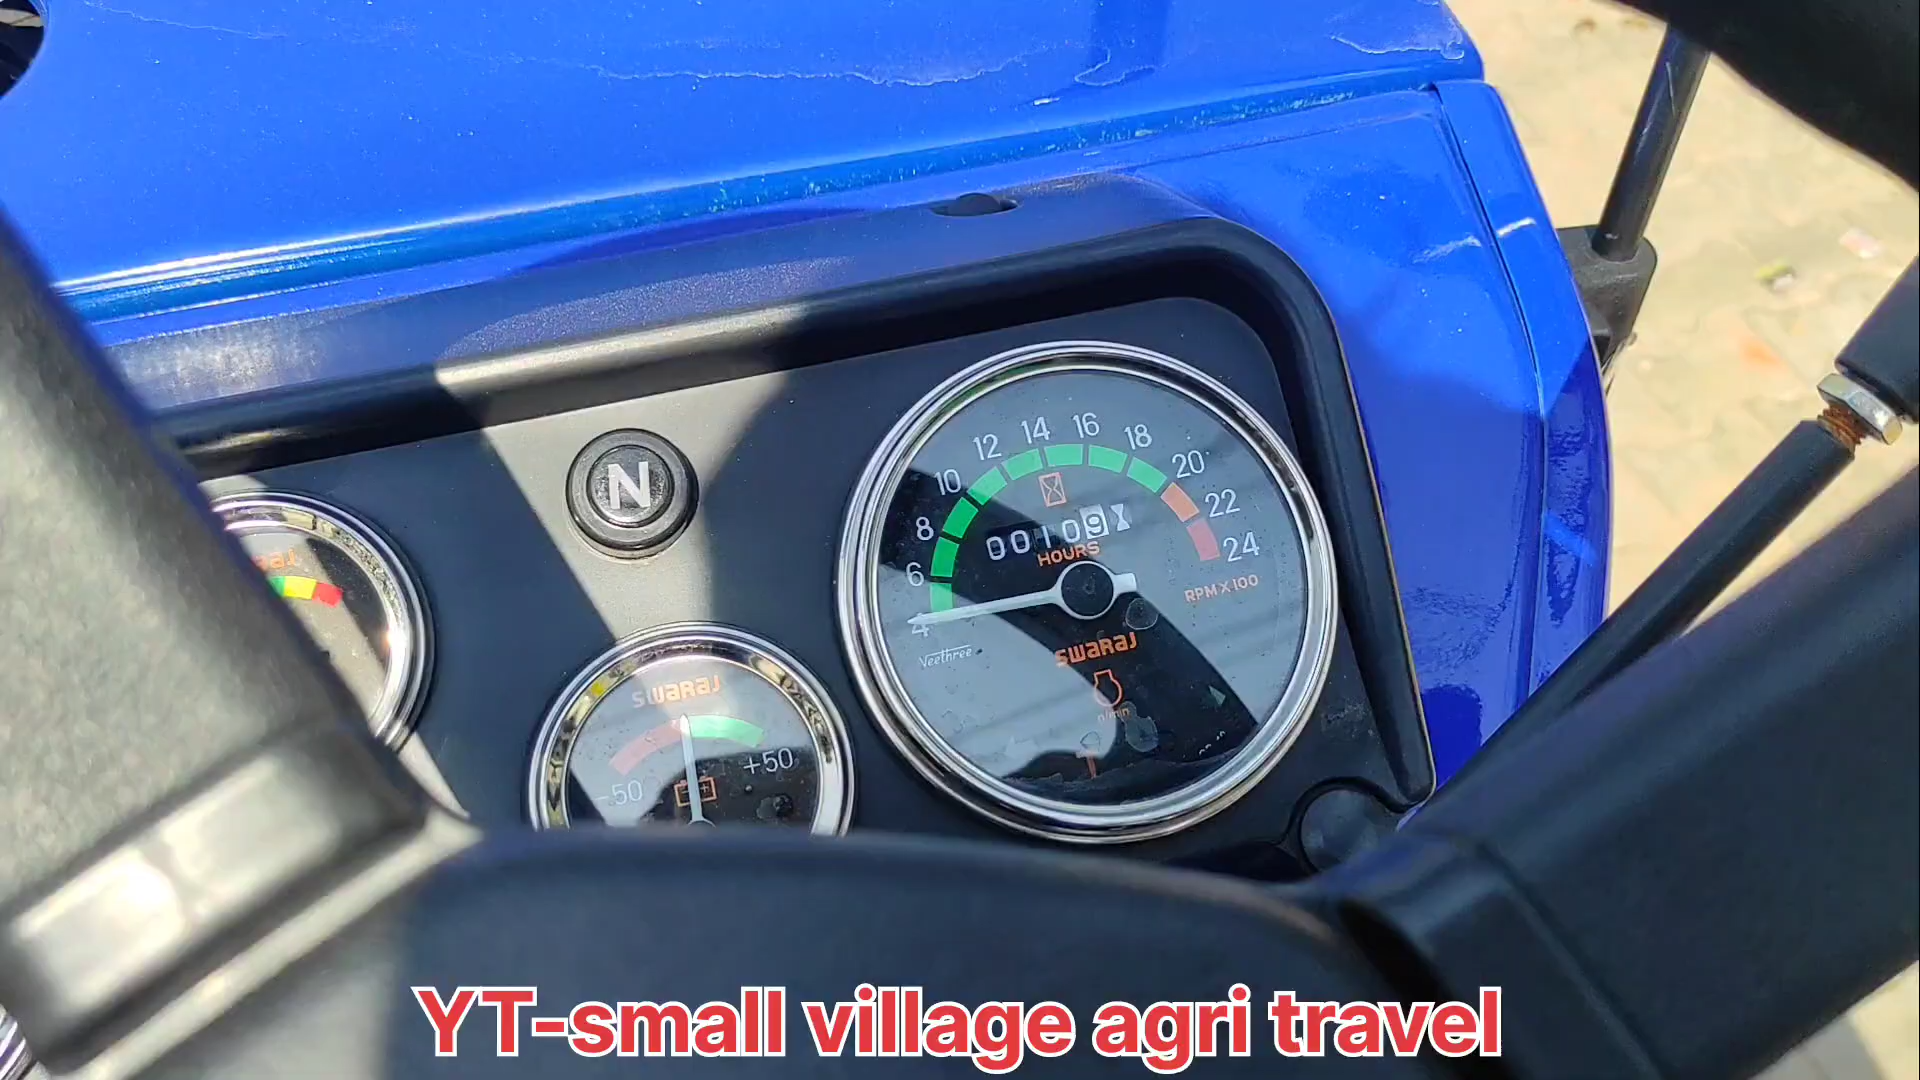 N
4
6
8
10
12
14
16
18
20
22
24
00109
HOURS
RPM X 100
Veethree
SWARAJ
n/min
SWARAJ
-50
+50
YT-small village agri travel